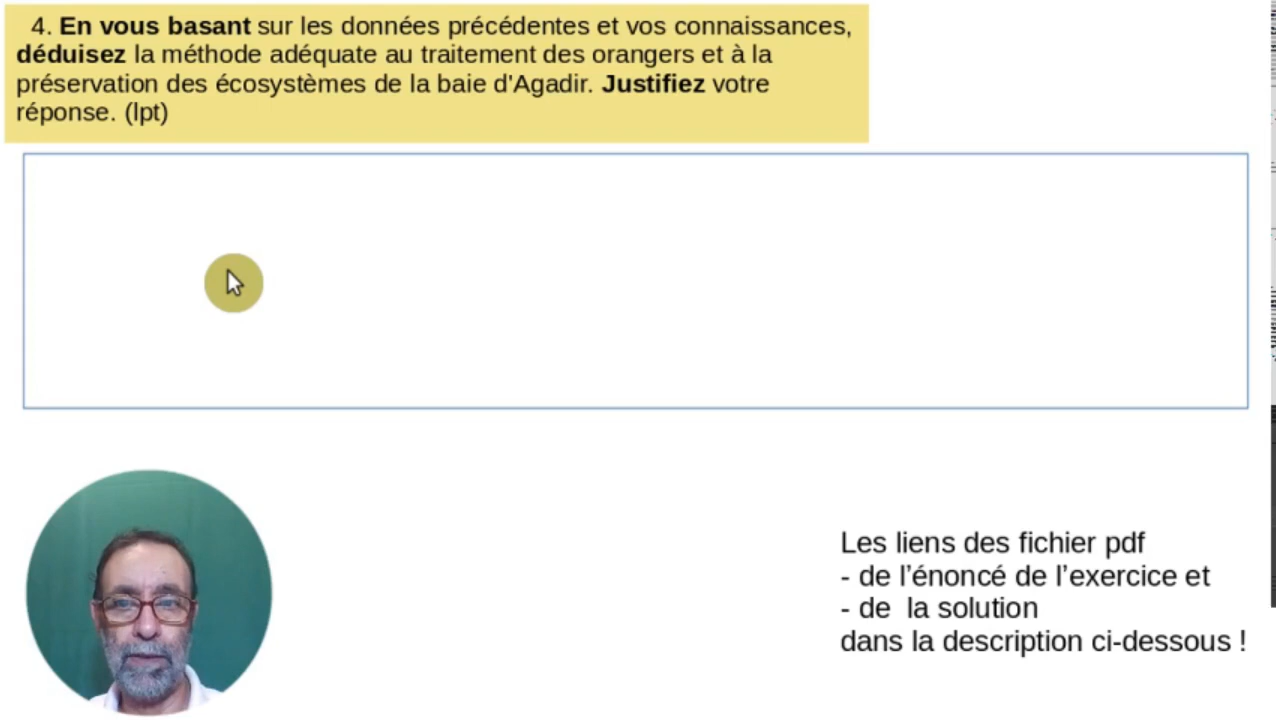 4. En vous basant sur les données précédentes et vos connaissances,
déduisez la méthode adéquate au traitement des orangers et à la
préservation des écosystèmes de la baie d'Agadir. Justifiez votre
réponse. (lpt)
Les liens des fichier pdf
- de l’énoncé de l’exercice et
- de la solution
dans la description ci-dessous !